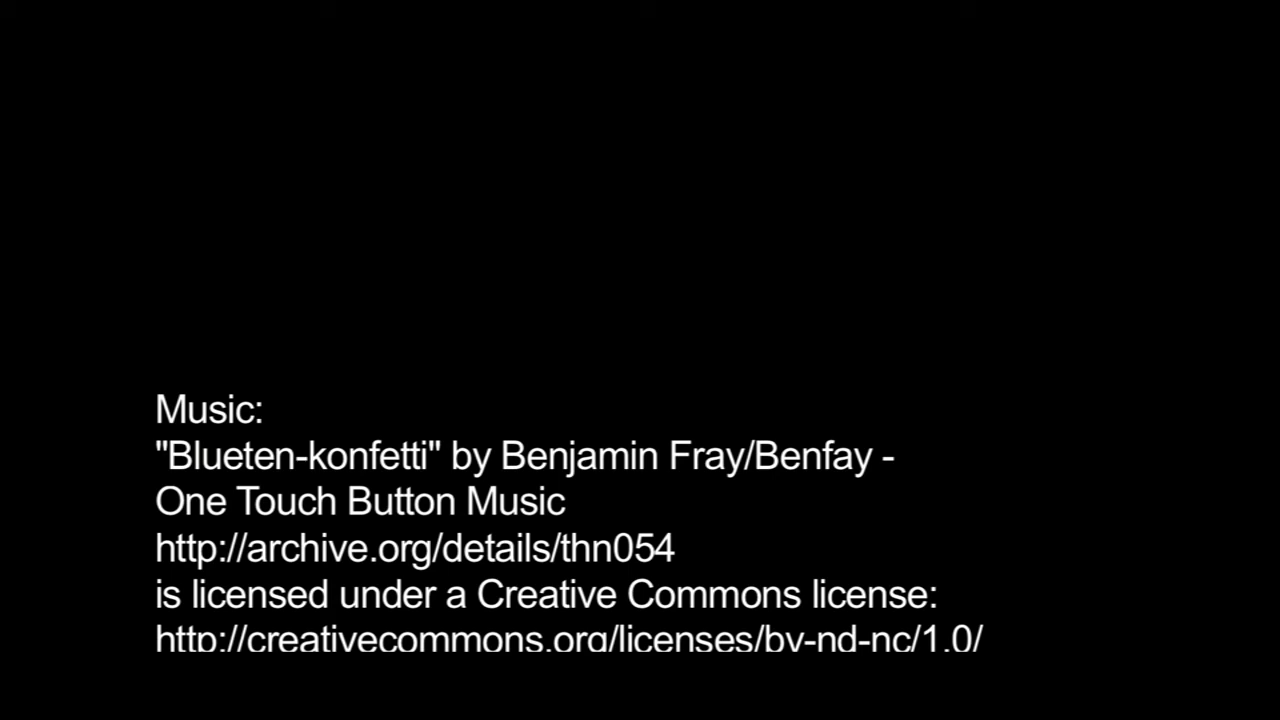 Music:
"Blueten-konfetti" by Benjamin Fray/Benfay -
One Touch Button Music
http://archive.org/details/thn054
is licensed under a Creative Commons license:
http://creativecommons.org/licenses/by-nd-nc/1.0/